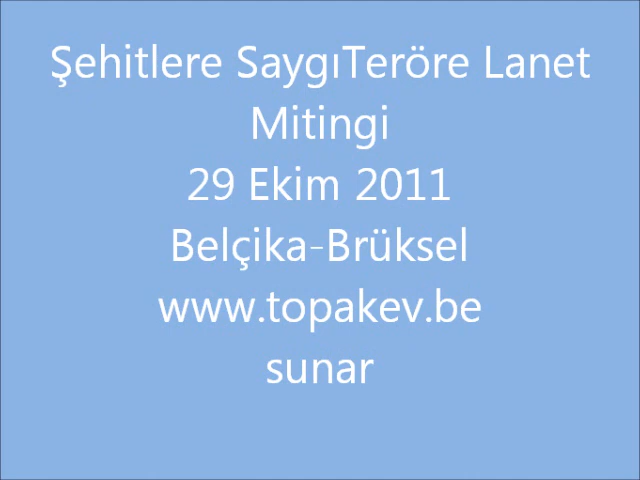 Şehitlere SaygıTeröre Lanet
Mitingi
29 Ekim 2011
Belçika-Brüksel
www.topakev.be
sunar